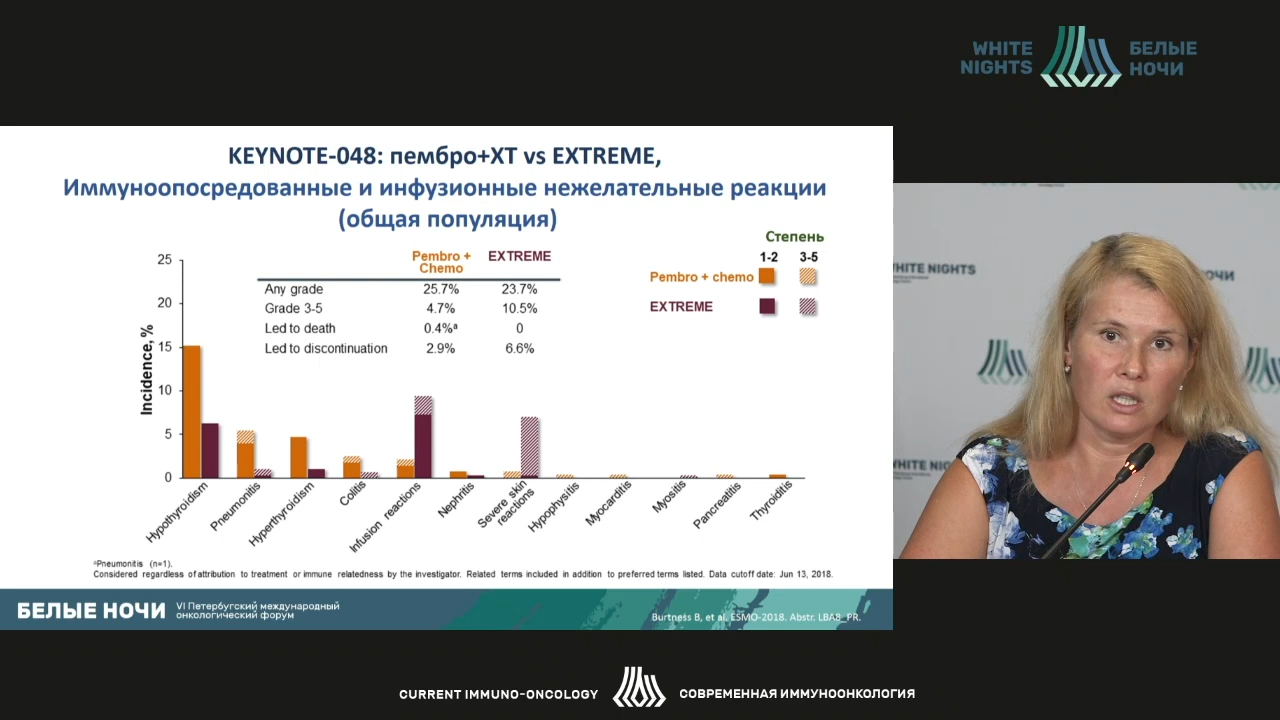 WHITE NIGHTS
БЕЛЫЕ НОЧИ
KEYNOTE-048: пембро+ХТ vs EXTREME,
Иммуноопосредованные и инфузионные нежелательные реакции
(общая популяция)
Степень
1-2 3-5
Pembro + chemo
EXTREME
Pembro + Chemo EXTREME
Any grade 25.7% 23.7%
Grade 3-5 4.7% 10.5%
Led to death 0.4%ᵃ 0
Led to discontinuation 2.9% 6.6%
Incidence, %
25
20
15
10
5
0
Hypothyroidism
Pneumonitis
Hyperthyroidism
Colitis
Infusion reactions
Nephritis
Severe skin reactions
Hypophysitis
Myocarditis
Myositis
Pancreatitis
Thyroiditis
ᵃPneumonitis (n=1).
Considered regardless of attribution to treatment or immune relatedness by the investigator. Related terms included in addition to preferred terms listed. Data cutoff date: Jun 13, 2018.
БЕЛЫЕ НОЧИ
VI Петербургский международный
онкологический форум
Burtness B, et al. ESMO-2018. Abstr. LBA8_PR.
WHITE NIGHTS
НОЧИ
WHITE NIGHTS
CURRENT IMMUNO-ONCOLOGY
СОВРЕМЕННАЯ ИММУНООНКОЛОГИЯ